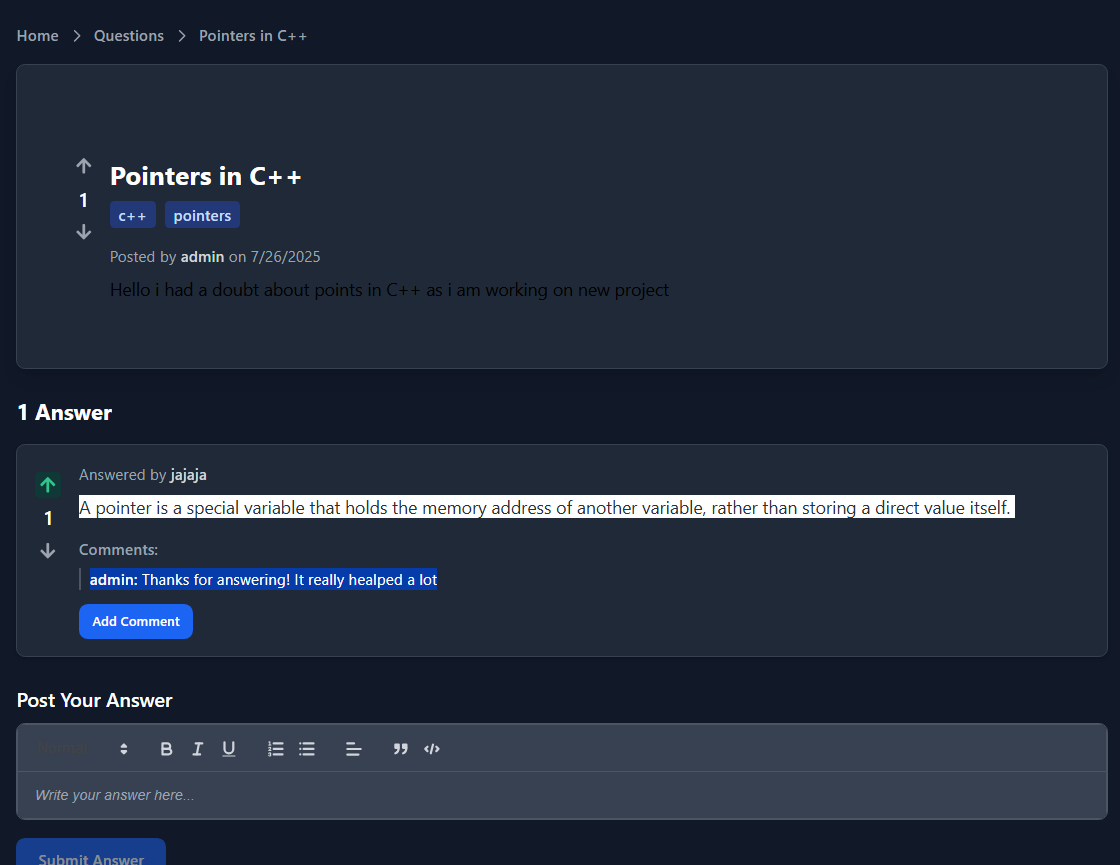 Home > Questions > Pointers in C++
Pointers in C++
1
c++ pointers
Posted by admin on 7/26/2025
Hello i had a doubt about points in C++ as i am working on new project
1 Answer
Answered by jajaja
1
A pointer is a special variable that holds the memory address of another variable, rather than storing a direct value itself.
Comments:
admin: Thanks for answering! It really healped a lot
Add Comment
Post Your Answer
Normal B I U
Write your answer here...
Submit Answer